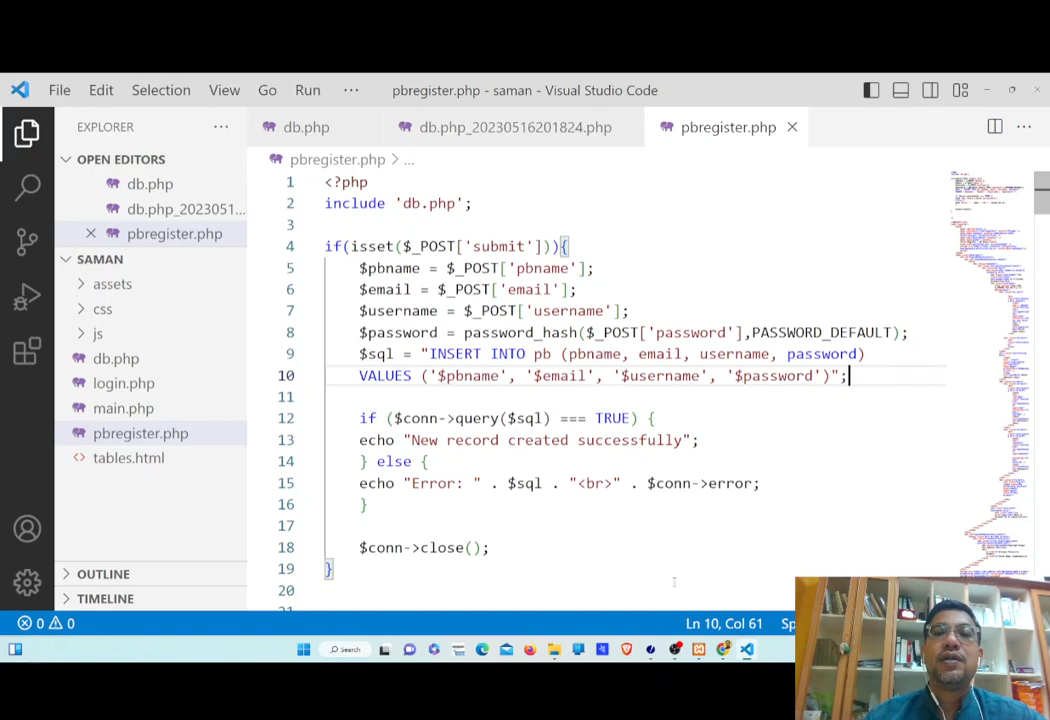 File Edit Selection View Go Run ··· pbregister.php - saman - Visual Studio Code
EXPLORER ···
db.php db.php_20230516201824.php pbregister.php
OPEN EDITORS
db.php
db.php_2023051...
pbregister.php
SAMAN
assets
css
js
db.php
login.php
main.php
pbregister.php
tables.html
OUTLINE
TIMELINE
pbregister.php > ...
1 <?php
2 include 'db.php';
3
4 if(isset($_POST['submit'])){
5 $pbname = $_POST['pbname'];
6 $email = $_POST['email'];
7 $username = $_POST['username'];
8 $password = password_hash($_POST['password'],PASSWORD_DEFAULT);
9 $sql = "INSERT INTO pb (pbname, email, username, password)
10 VALUES ('$pbname', '$email', '$username', '$password')";
11
12 if ($conn->query($sql) === TRUE) {
13 echo "New record created successfully";
14 } else {
15 echo "Error: " . $sql . "<br>" . $conn->error;
16 }
17
18 $conn->close();
19 }
20
0 0 Ln 10, Col 61 Sp
Search